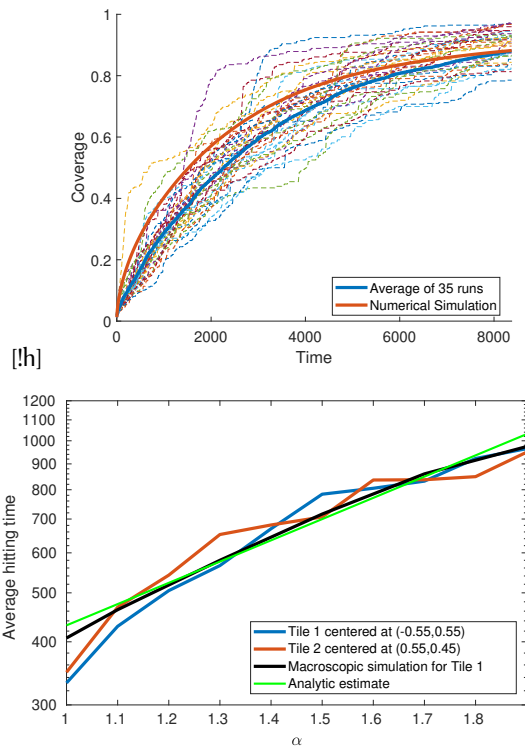 1
0.8
0.6
0.4
0.2
0
Coverage
0 2000 4000 6000 8000
Time
Average of 35 runs
Numerical Simulation
[!h]
1200
1100
1000
900
800
700
600
500
400
300
Average hitting time
1 1.1 1.2 1.3 1.4 1.5 1.6 1.7 1.8
α
Tile 1 centered at (-0.55,0.55)
Tile 2 centered at (0.55,0.45)
Macroscopic simulation for Tile 1
Analytic estimate